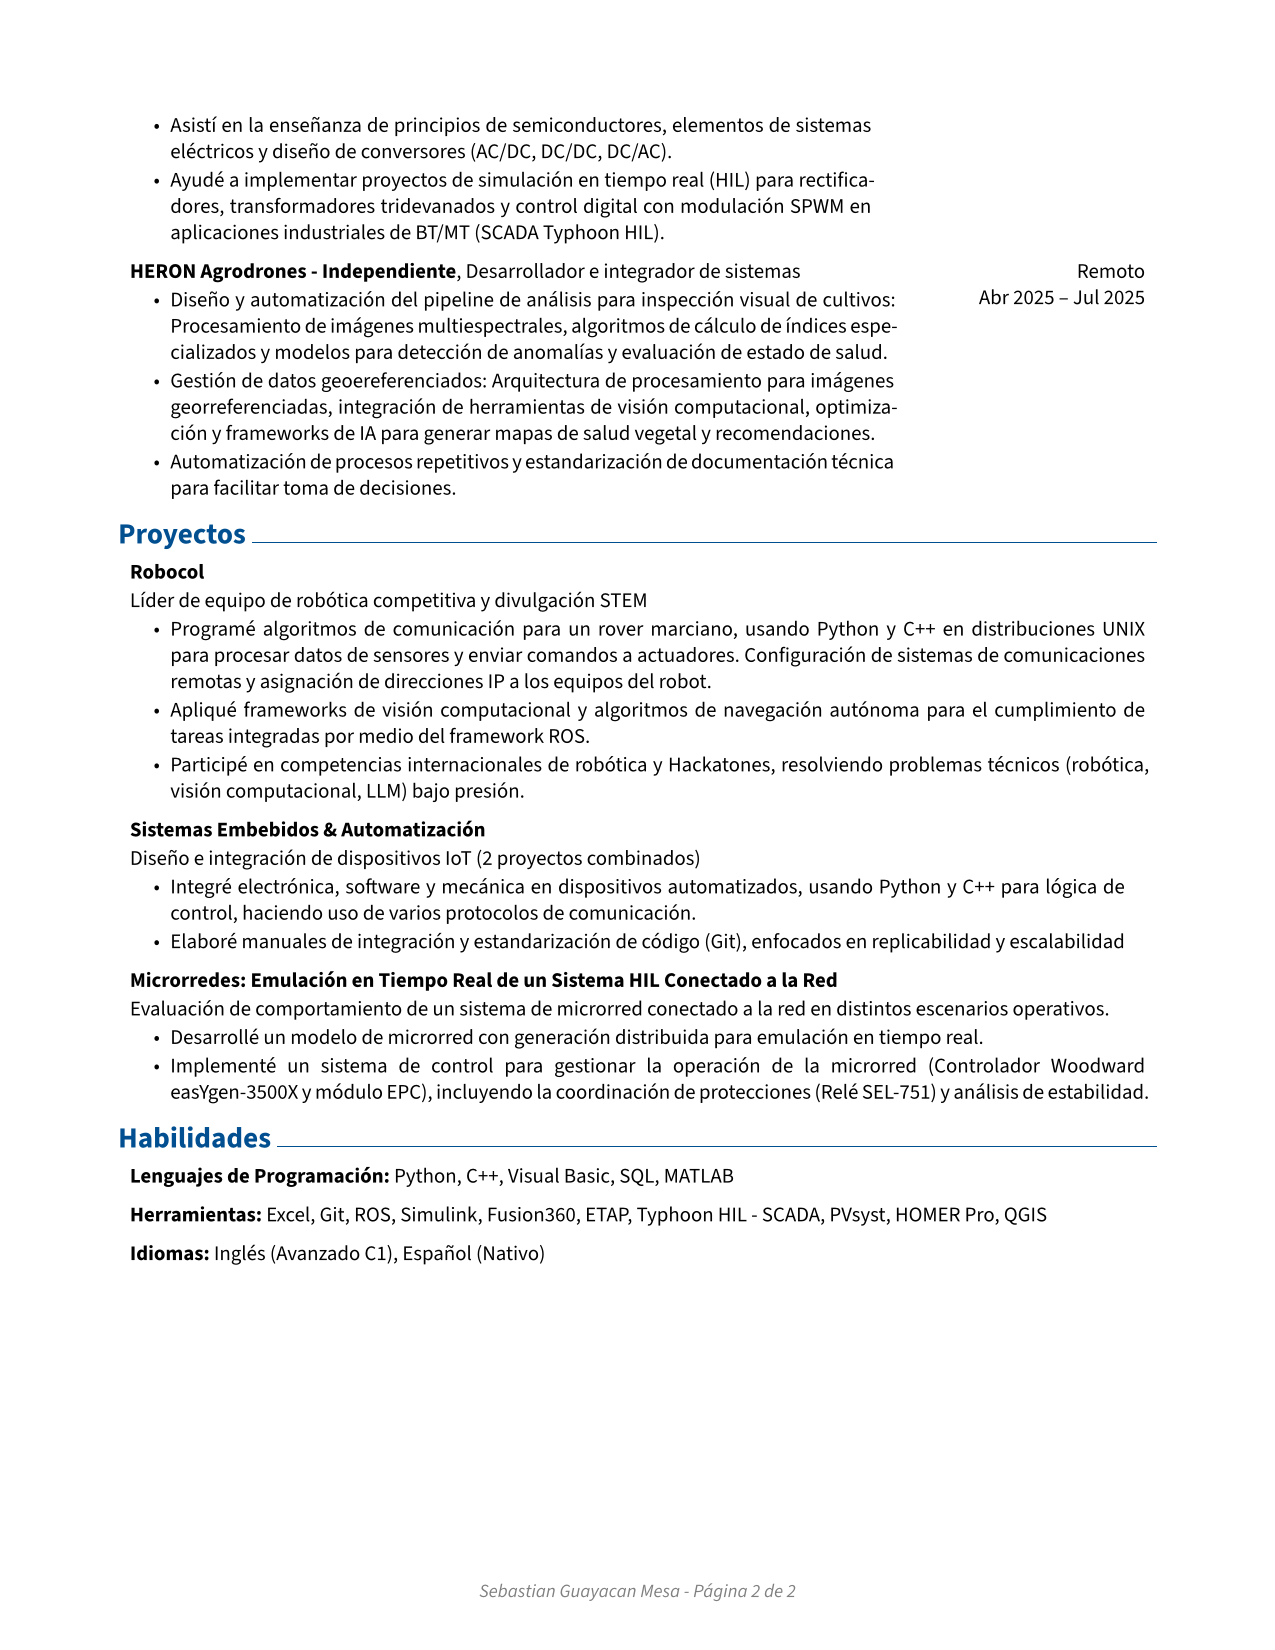 • Asistí en la enseñanza de principios de semiconductores, elementos de sistemas
eléctricos y diseño de conversores (AC/DC, DC/DC, DC/AC).
• Ayudé a implementar proyectos de simulación en tiempo real (HIL) para rectifica-
dores, transformadores tridevanados y control digital con modulación SPWM en
aplicaciones industriales de BT/MT (SCADA Typhoon HIL).
HERON Agrodrones - Independiente, Desarrollador e integrador de sistemas
Remoto
Abr 2025 – Jul 2025
• Diseño y automatización del pipeline de análisis para inspección visual de cultivos:
Procesamiento de imágenes multiespectrales, algoritmos de cálculo de índices espe-
cializados y modelos para detección de anomalías y evaluación de estado de salud.
• Gestión de datos geoereferenciados: Arquitectura de procesamiento para imágenes
georreferenciadas, integración de herramientas de visión computacional, optimiza-
ción y frameworks de IA para generar mapas de salud vegetal y recomendaciones.
• Automatización de procesos repetitivos y estandarización de documentación técnica
para facilitar toma de decisiones.
Proyectos
Robocol
Líder de equipo de robótica competitiva y divulgación STEM
• Programé algoritmos de comunicación para un rover marciano, usando Python y C++ en distribuciones UNIX
para procesar datos de sensores y enviar comandos a actuadores. Configuración de sistemas de comunicaciones
remotas y asignación de direcciones IP a los equipos del robot.
• Apliqué frameworks de visión computacional y algoritmos de navegación autónoma para el cumplimiento de
tareas integradas por medio del framework ROS.
• Participé en competencias internacionales de robótica y Hackatones, resolviendo problemas técnicos (robótica,
visión computacional, LLM) bajo presión.
Sistemas Embebidos & Automatización
Diseño e integración de dispositivos IoT (2 proyectos combinados)
• Integré electrónica, software y mecánica en dispositivos automatizados, usando Python y C++ para lógica de
control, haciendo uso de varios protocolos de comunicación.
• Elaboré manuales de integración y estandarización de código (Git), enfocados en replicabilidad y escalabilidad
Microrredes: Emulación en Tiempo Real de un Sistema HIL Conectado a la Red
Evaluación de comportamiento de un sistema de microrred conectado a la red en distintos escenarios operativos.
• Desarrollé un modelo de microrred con generación distribuida para emulación en tiempo real.
• Implementé un sistema de control para gestionar la operación de la microrred (Controlador Woodward
easYgen-3500X y módulo EPC), incluyendo la coordinación de protecciones (Relé SEL-751) y análisis de estabilidad.
Habilidades
Lenguajes de Programación: Python, C++, Visual Basic, SQL, MATLAB
Herramientas: Excel, Git, ROS, Simulink, Fusion360, ETAP, Typhoon HIL - SCADA, PVsyst, HOMER Pro, QGIS
Idiomas: Inglés (Avanzado C1), Español (Nativo)
Sebastian Guayacan Mesa - Página 2 de 2